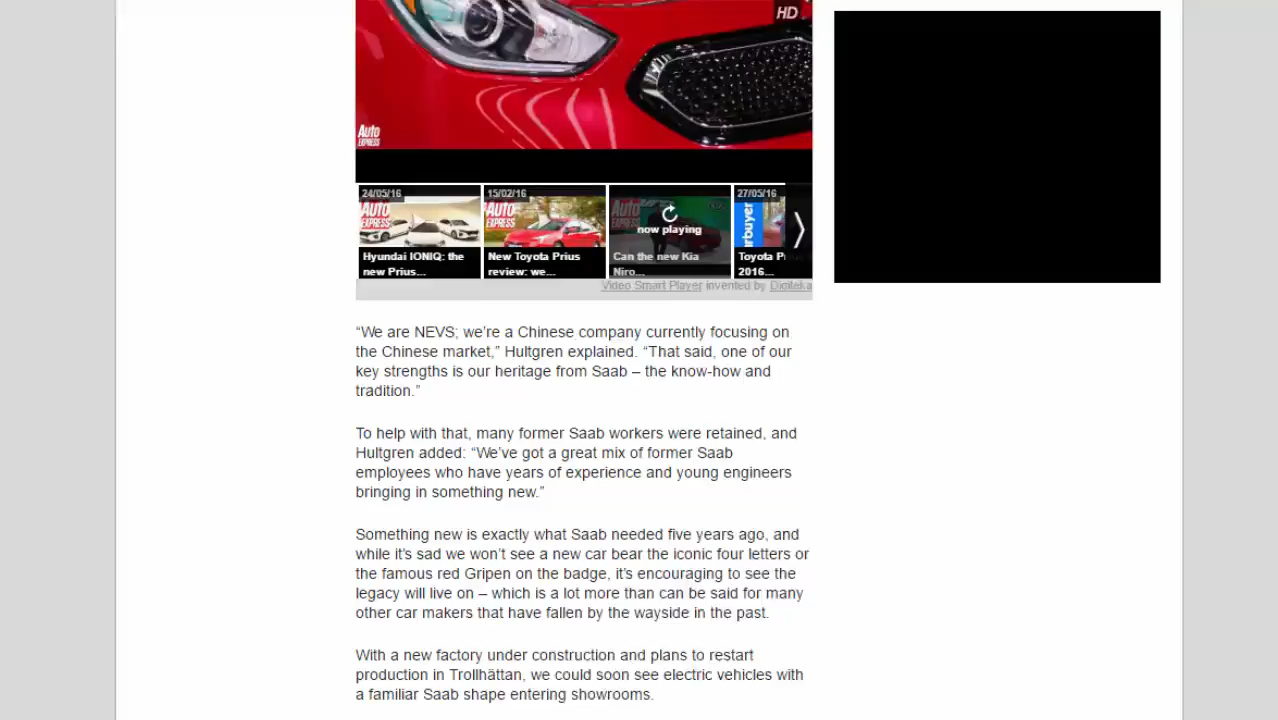 HD
Auto
EXPRESS
24/05/16
15/02/16
27/05/16
Auto
EXPRESS
Auto
EXPRESS
Auto
EXPRESS
now playing
Hyundai IONIQ: the
new Prius...
New Toyota Prius
review: we...
Can the new Kia
Niro...
Toyota P
2016...
Video Smart Player invented by Digiteka
“We are NEVS; we’re a Chinese company currently focusing on
the Chinese market,” Hultgren explained. “That said, one of our
key strengths is our heritage from Saab – the know-how and
tradition.”
To help with that, many former Saab workers were retained, and
Hultgren added: “We’ve got a great mix of former Saab
employees who have years of experience and young engineers
bringing in something new.”
Something new is exactly what Saab needed five years ago, and
while it’s sad we won’t see a new car bear the iconic four letters or
the famous red Gripen on the badge, it’s encouraging to see the
legacy will live on – which is a lot more than can be said for many
other car makers that have fallen by the wayside in the past.
With a new factory under construction and plans to restart
production in Trollhättan, we could soon see electric vehicles with
a familiar Saab shape entering showrooms.